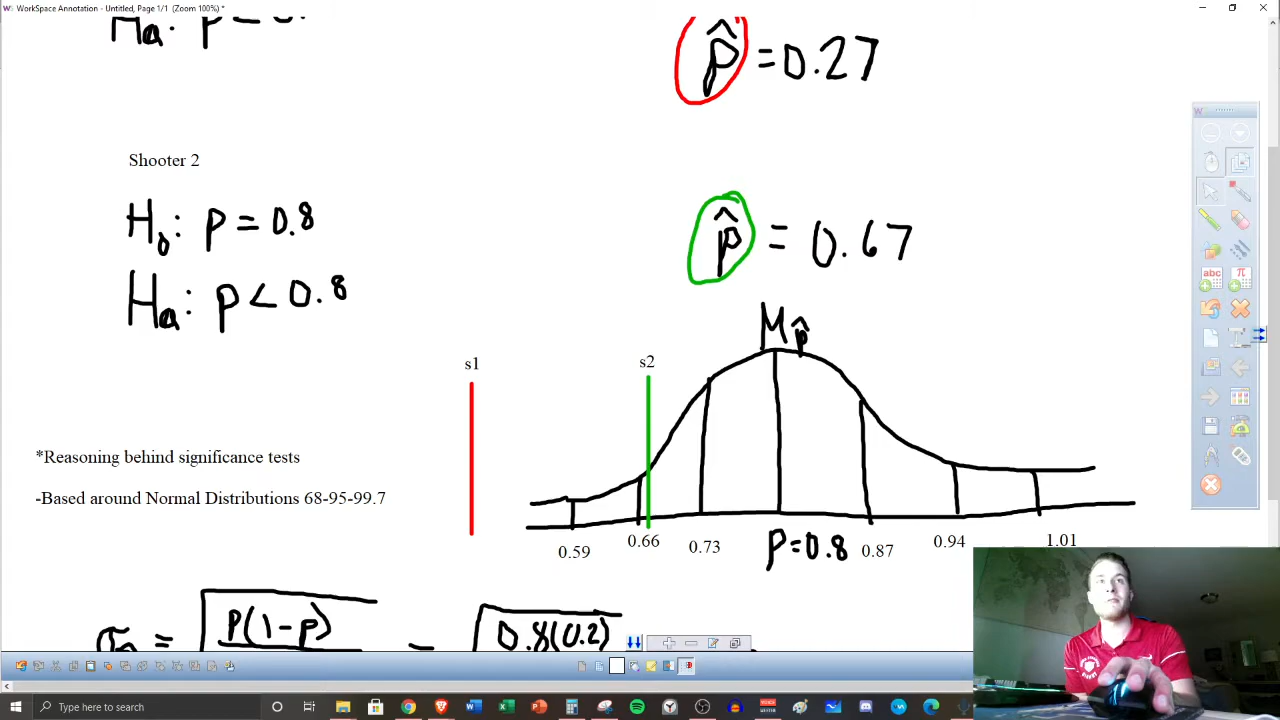 WorkSpace Annotation - Untitled, Page 1/1 (Zoom 100%) *
Ha: p
p̂ = 0.27
Shooter 2
H₀: p = 0.8
Ha: p < 0.8
p̂ = 0.67
Mp̂
s1
s2
*Reasoning behind significance tests
-Based around Normal Distributions 68-95-99.7
0.59
0.66
0.73
P=0.8
0.87
0.94
1.01
abc
π
P(1-p)
0.8(0.2)
Type here to search